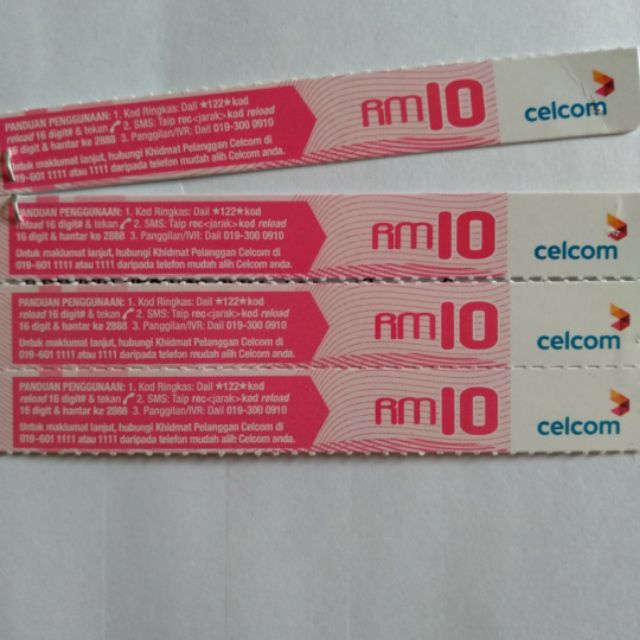 PANDUAN PENGGUNAAN: 1. Kod Ringkas: Dail ★122★kod
reload 16 digit# & tekan 2. SMS: Taip rec<jarak>kod reload
16 digit & hantar ke 2888 3. Panggilan/IVR: Dail 019-300 0910
Untuk maklumat lanjut, hubungi Khidmat Pelanggan Celcom di
019-601 1111 atau 1111 daripada telefon mudah alih Celcom anda.
RM10
celcom
PANDUAN PENGGUNAAN: 1. Kod Ringkas: Dail ★122★kod
reload 16 digit# & tekan 2. SMS: Taip rec<jarak>kod reload
16 digit & hantar ke 2888 3. Panggilan/IVR: Dail 019-300 0910
Untuk maklumat lanjut, hubungi Khidmat Pelanggan Celcom di
019-601 1111 atau 1111 daripada telefon mudah alih Celcom anda.
RM10
celcom
PANDUAN PENGGUNAAN: 1. Kod Ringkas: Dail ★122★kod
reload 16 digit# & tekan 2. SMS: Taip rec<jarak>kod reload
16 digit & hantar ke 2888 3. Panggilan/IVR: Dail 019-300 0910
Untuk maklumat lanjut, hubungi Khidmat Pelanggan Celcom di
019-601 1111 atau 1111 daripada telefon mudah alih Celcom anda.
RM10
celcom
PANDUAN PENGGUNAAN: 1. Kod Ringkas: Dail ★122★kod
reload 16 digit# & tekan 2. SMS: Taip rec<jarak>kod reload
16 digit & hantar ke 2888 3. Panggilan/IVR: Dail 019-300 0910
Untuk maklumat lanjut, hubungi Khidmat Pelanggan Celcom di
019-601 1111 atau 1111 daripada telefon mudah alih Celcom anda.
RM10
celcom